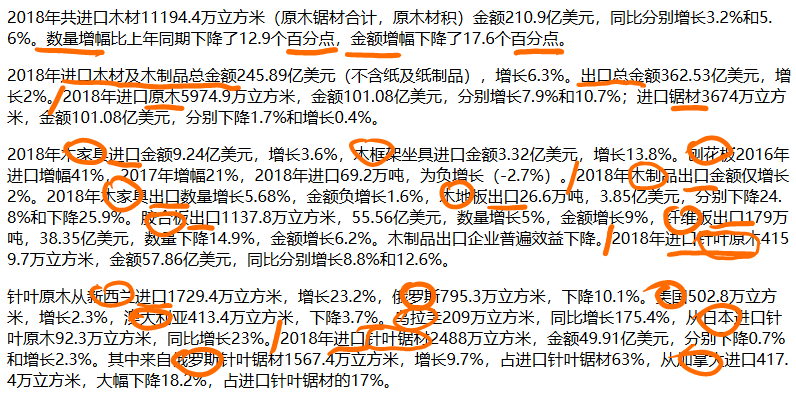 2018年共进口木材11194.4万立方米（原木锯材合计，原木材积）金额210.9亿美元，同比分别增长3.2%和5.
6%。数量增幅比上年同期下降了12.9个百分点，金额增幅下降了17.6个百分点。
2018年进口木材及木制品总金额245.89亿美元（不含纸及纸制品），增长6.3%。出口总金额362.53亿美元，增
长2%。2018年进口原木5974.9万立方米，金额101.08亿美元，分别增长7.9%和10.7%；进口锯材3674万立方
米，金额101.08亿美元，分别下降1.7%和增长0.4%。
2018年木家具进口金额9.24亿美元，增长3.6%，木框架坐具进口金额3.32亿美元，增长13.8%。刨花板2016年
进口增幅41%，2017年增幅21%，2018年进口69.2万吨，为负增长（-2.7%）。2018年木制品出口金额仅增长
2%。2018年木家具出口数量增长5.68%，金额负增长1.6%，木地板出口26.6万吨，3.85亿美元，分别下降24.
8%和下降25.9%。胶合板出口1137.8万立方米，55.56亿美元，数量增长5%，金额增长9%，纤维板出口179万
吨，38.35亿美元，数量下降14.9%，金额增长6.2%。木制品出口企业普遍效益下降。2018年进口针叶原木415
9.7万立方米，金额57.86亿美元，同比分别增长8.8%和12.6%。
针叶原木从新西兰进口1729.4万立方米，增长23.2%，俄罗斯795.3万立方米，下降10.1%。美国502.8万立方
米，增长2.3%，澳大利亚413.4万立方米，下降3.7%。乌拉圭209万立方米，同比增长175.4%，从日本进口针
叶原木92.3万立方米，同比增长23%。2018年进口针叶锯材2488万立方米，金额49.91亿美元，分别下降0.7%
和增长2.3%。其中来自俄罗斯针叶锯材1567.4万立方米，增长9.7%，占进口针叶锯材63%，从加拿大进口417.
4万立方米，大幅下降18.2%，占进口针叶锯材的17%。